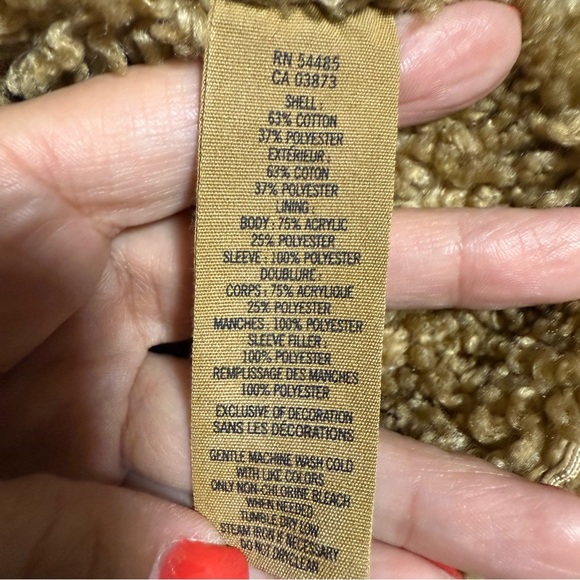 RN 54485
CA 03873
SHELL :
63% COTTON
37% POLYESTER
EXTÉRIEUR :
63% COTON
37% POLYESTER
LINING :
BODY : 75% ACRYLIC
25% POLYESTER
SLEEVE : 100% POLYESTER
DOUBLURE :
CORPS : 75% ACRYLIQUE
25% POLYESTER
MANCHES : 100% POLYESTER
SLEEVE FILLER :
100% POLYESTER
REMPLISSAGE DES MANCHES
100% POLYESTER
EXCLUSIVE OF DECORATION
SANS LES DÉCORATIONS
GENTLE MACHINE WASH COLD
WITH LIKE COLORS
ONLY NON-CHLORINE BLEACH
WHEN NEEDED
TUMBLE DRY LOW
STEAM IRON IF NECESSARY
DO NOT DRYCLEAN